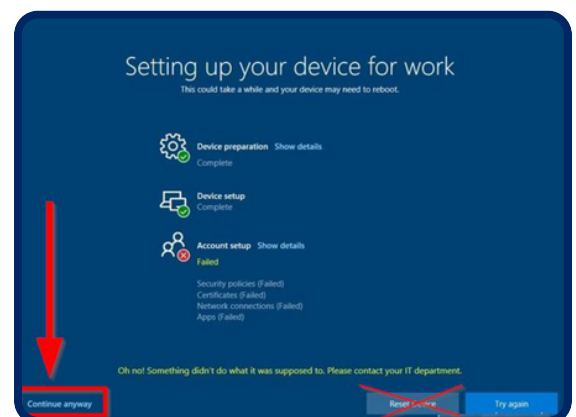 Setting up your device for work
This could take a while and your device may need to reboot.
Device preparation Show details
Complete
Device setup
Complete
Account setup Show details
Failed
Security policies (Failed)
Certificates (Failed)
Network connections (Failed)
Apps (Failed)
Oh no! Something didn't do what it was supposed to. Please contact your IT department.
Continue anyway
Reset device
Try again